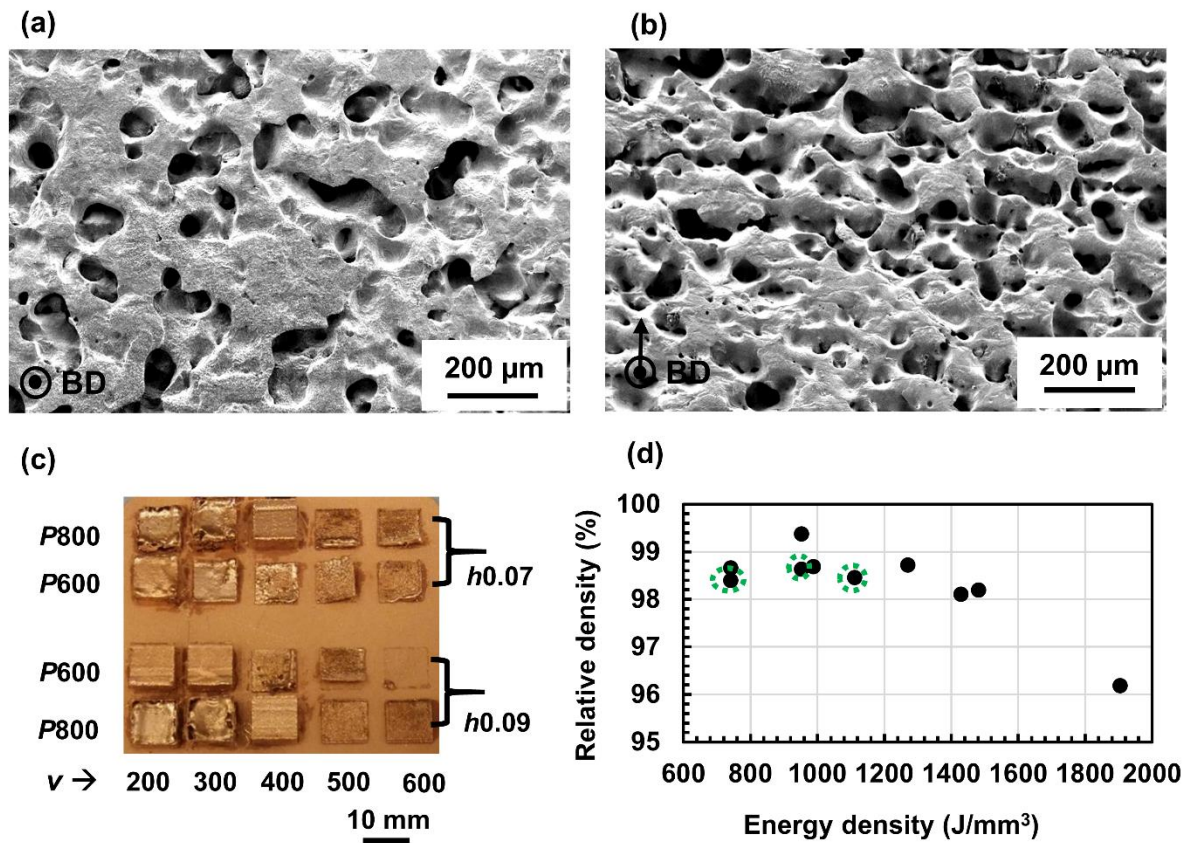 (a)
(b)
BD
200 µm
BD
200 µm
(c)
(d)
P800
P600
h0.07
P600
P800
h0.09
v → 200 300 400 500 600
10 mm
Relative density (%)
100
99
98
97
96
95
600 800 1000 1200 1400 1600 1800 2000
Energy density (J/mm³)